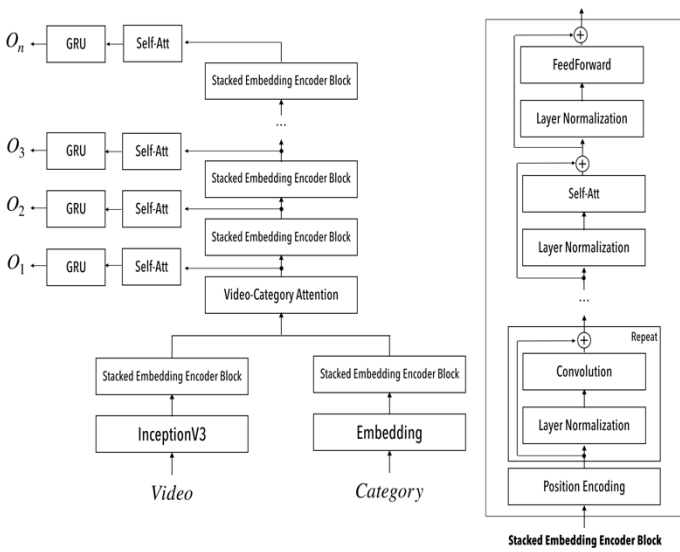 Oₙ
GRU
Self-Att
Stacked Embedding Encoder Block
...
O₃
GRU
Self-Att
Stacked Embedding Encoder Block
O₂
GRU
Self-Att
Stacked Embedding Encoder Block
O₁
GRU
Self-Att
Video-Category Attention
Stacked Embedding Encoder Block
Stacked Embedding Encoder Block
InceptionV3
Embedding
Video
Category
+
FeedForward
Layer Normalization
+
Self-Att
Layer Normalization
...
Repeat
+
Convolution
Layer Normalization
Position Encoding
Stacked Embedding Encoder Block